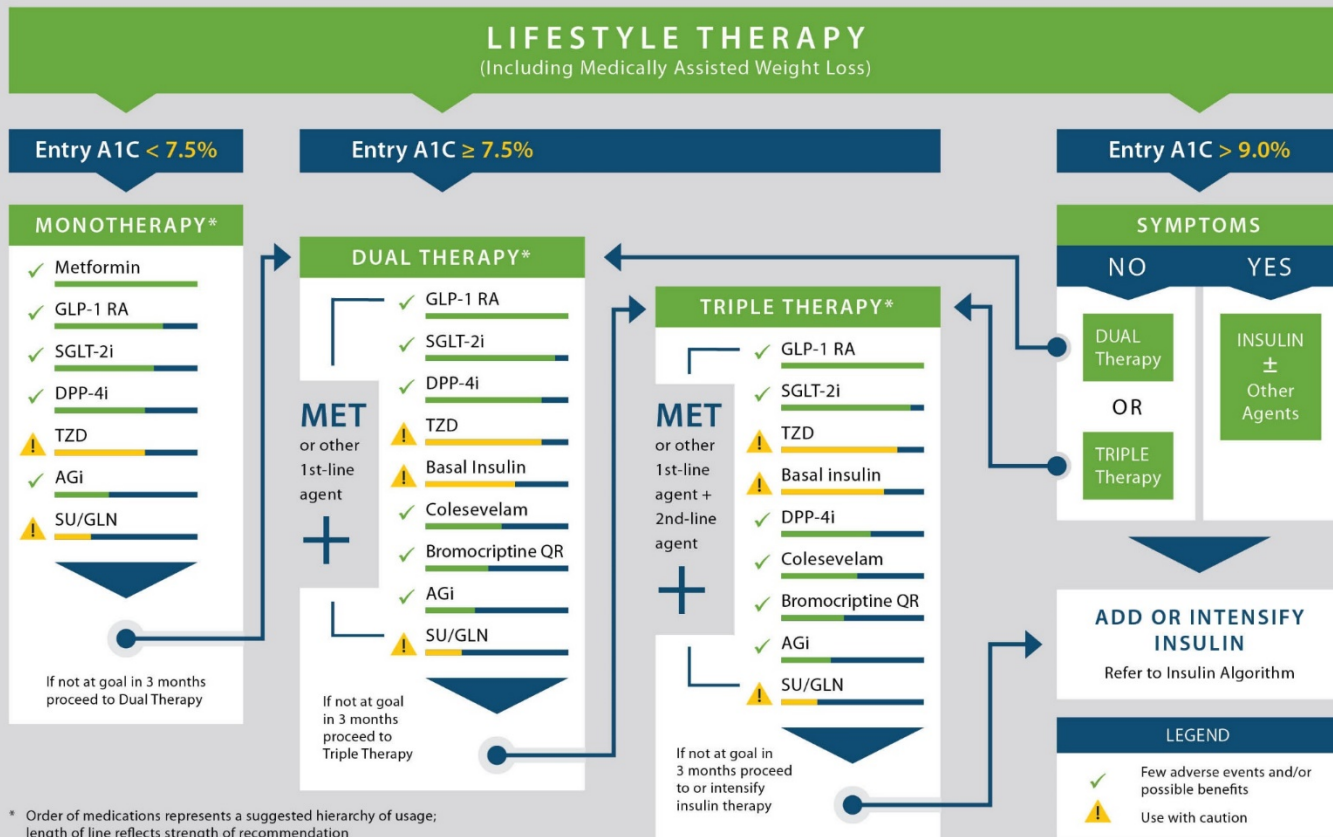 LIFESTYLE THERAPY
(Including Medically Assisted Weight Loss)
Entry A1C < 7.5%
MONOTHERAPY*
Metformin
GLP-1 RA
SGLT-2i
DPP-4i
TZD
AGi
SU/GLN
If not at goal in 3 months
proceed to Dual Therapy
Entry A1C ≥ 7.5%
DUAL THERAPY*
MET
or other
1st-line
agent
+
GLP-1 RA
SGLT-2i
DPP-4i
TZD
Basal Insulin
Colesevelam
Bromocriptine QR
AGi
SU/GLN
If not at goal
in 3 months
proceed to
Triple Therapy
TRIPLE THERAPY*
MET
or other
1st-line
agent +
2nd-line
agent
+
GLP-1 RA
SGLT-2i
TZD
Basal insulin
DPP-4i
Colesevelam
Bromocriptine QR
AGi
SU/GLN
If not at goal in
3 months proceed
to or intensify
insulin therapy
Entry A1C > 9.0%
SYMPTOMS
NO
DUAL
Therapy
OR
TRIPLE
Therapy
YES
INSULIN
±
Other
Agents
ADD OR INTENSIFY
INSULIN
Refer to Insulin Algorithm
LEGEND
Few adverse events and/or
possible benefits
! Use with caution
* Order of medications represents a suggested hierarchy of usage;
length of line reflects strength of recommendation